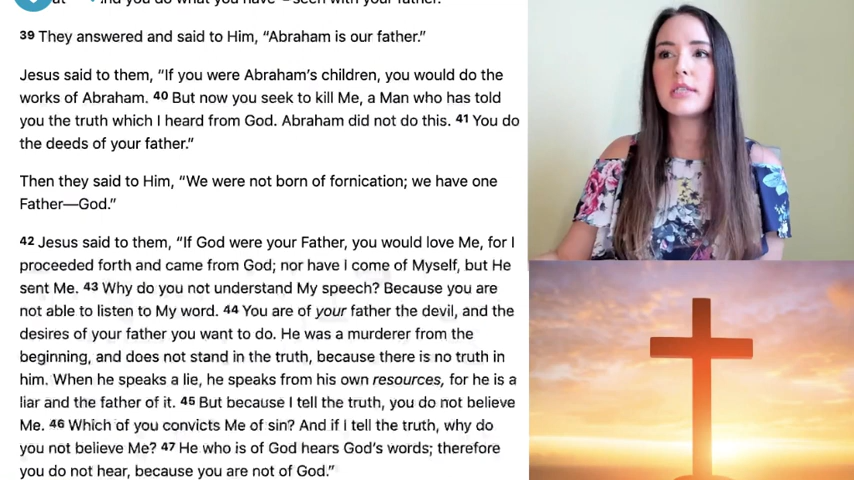 at And you do what you have seen with your father."
39 They answered and said to Him, “Abraham is our father.”
Jesus said to them, “If you were Abraham’s children, you would do the
works of Abraham. 40 But now you seek to kill Me, a Man who has told
you the truth which I heard from God. Abraham did not do this. 41 You do
the deeds of your father.”
Then they said to Him, “We were not born of fornication; we have one
Father—God.”
42 Jesus said to them, “If God were your Father, you would love Me, for I
proceeded forth and came from God; nor have I come of Myself, but He
sent Me. 43 Why do you not understand My speech? Because you are
not able to listen to My word. 44 You are of your father the devil, and the
desires of your father you want to do. He was a murderer from the
beginning, and does not stand in the truth, because there is no truth in
him. When he speaks a lie, he speaks from his own resources, for he is a
liar and the father of it. 45 But because I tell the truth, you do not believe
Me. 46 Which of you convicts Me of sin? And if I tell the truth, why do
you not believe Me? 47 He who is of God hears God’s words; therefore
you do not hear, because you are not of God.”